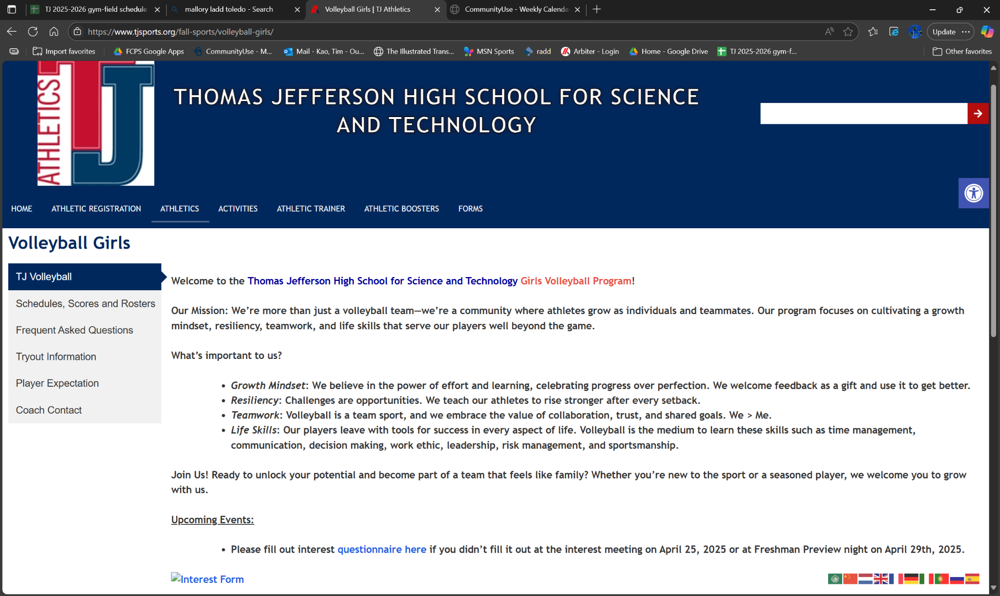 TJ 2025-2026 gym-field schedule
mallory ladd toledo - Search
Volleyball Girls | TJ Athletics
CommunityUse - Weekly Calenda
https://www.tjsports.org/fall-sports/volleyball-girls/
Update
Import favorites
FCPS Google Apps
CommunityUse - M...
Mail - Kao, Tim - Ou...
The Illustrated Trans...
MSN Sports
radd
Arbiter - Login
Home - Google Drive
TJ 2025-2026 gym-f...
Other favorites
ATHLETICS
TJ
THOMAS JEFFERSON HIGH SCHOOL FOR SCIENCE
AND TECHNOLOGY
HOME
ATHLETIC REGISTRATION
ATHLETICS
ACTIVITIES
ATHLETIC TRAINER
ATHLETIC BOOSTERS
FORMS
Volleyball Girls
TJ Volleyball
Schedules, Scores and Rosters
Frequent Asked Questions
Tryout Information
Player Expectation
Coach Contact
Welcome to the Thomas Jefferson High School for Science and Technology Girls Volleyball Program!
Our Mission: We’re more than just a volleyball team—we’re a community where athletes grow as individuals and teammates. Our program focuses on cultivating a growth
mindset, resiliency, teamwork, and life skills that serve our players well beyond the game.
What’s important to us?
• Growth Mindset: We believe in the power of effort and learning, celebrating progress over perfection. We welcome feedback as a gift and use it to get better.
• Resiliency: Challenges are opportunities. We teach our athletes to rise stronger after every setback.
• Teamwork: Volleyball is a team sport, and we embrace the value of collaboration, trust, and shared goals. We > Me.
• Life Skills: Our players leave with tools for success in every aspect of life. Volleyball is the medium to learn these skills such as time management,
communication, decision making, work ethic, leadership, risk management, and sportsmanship.
Join Us! Ready to unlock your potential and become part of a team that feels like family? Whether you’re new to the sport or a seasoned player, we welcome you to grow
with us.
Upcoming Events:
• Please fill out interest questionnaire here if you didn’t fill it out at the interest meeting on April 25, 2025 or at Freshman Preview night on April 29th, 2025.
Interest Form